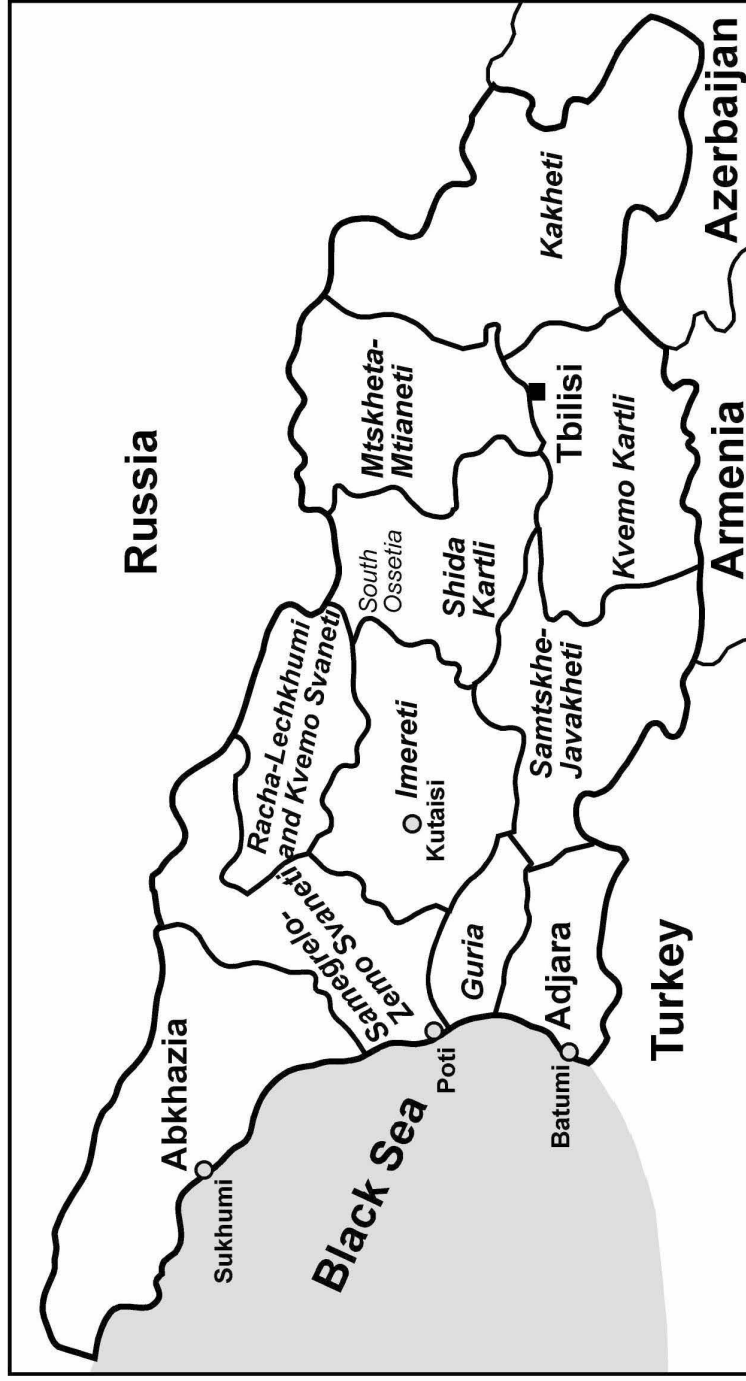 Russia
Abkhazia
Sukhumi
Samegrelo-
Zemo Svaneti
Racha-Lechkhumi
and Kvemo Svaneti
Mtskheta-
Mtianeti
South
Ossetia
Shida
Kartli
Imereti
Kutaisi
Kakheti
Black Sea
Poti
Guria
Batumi
Adjara
Samtskhe-
Javakheti
Tbilisi
Kvemo Kartli
Turkey
Armenia
Azerbaijan